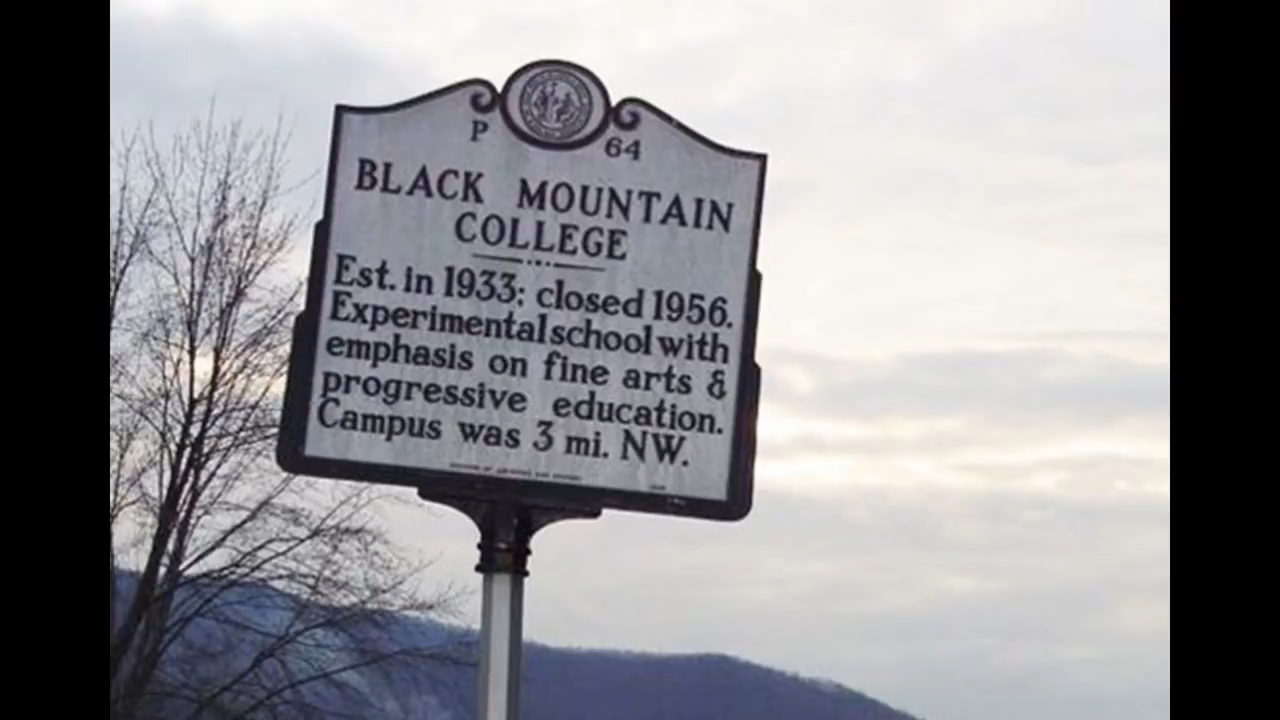 P 64
BLACK MOUNTAIN
COLLEGE
Est. in 1933; closed 1956.
Experimental school with
emphasis on fine arts &
progressive education.
Campus was 3 mi. NW.